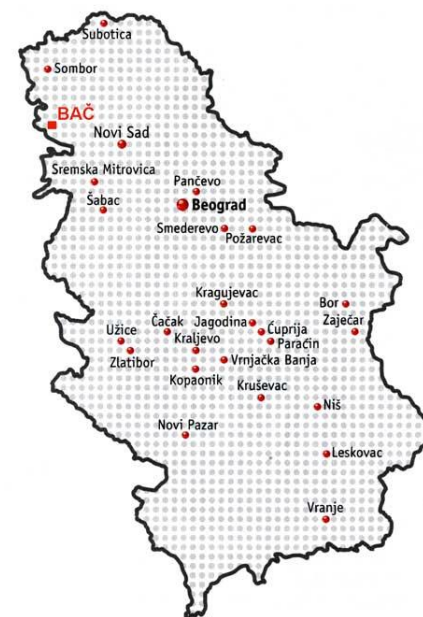 Subotica
Sombor
BAČ
Novi Sad
Sremska Mitrovica
Pančevo
Šabac
Beograd
Smederevo
Požarevac
Kragujevac
Bor
Jagodina
Zaječar
Čačak
Ćuprija
Užice
Kraljevo
Paraćin
Zlatibor
Vrnjačka Banja
Kopaonik
Kruševac
Niš
Novi Pazar
Leskovac
Vranje